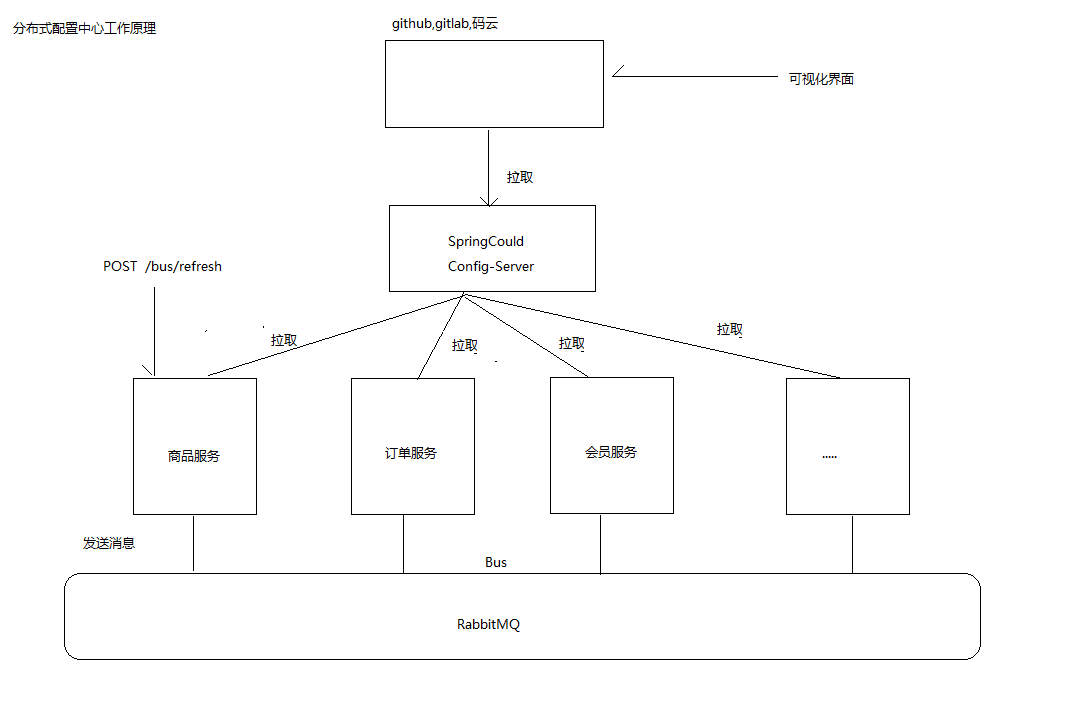 分布式配置中心工作原理
github,gitlab,码云
可视化界面
拉取
SpringCould
Config-Server
POST /bus/refresh
拉取
拉取
拉取
拉取
商品服务
订单服务
会员服务
.....
发送消息
Bus
RabbitMQ